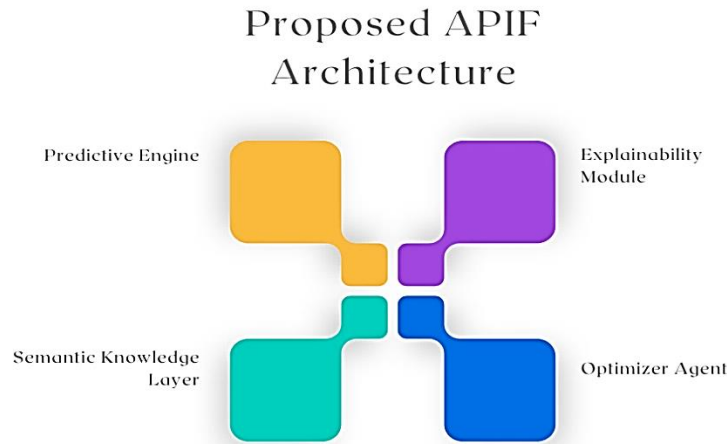 Proposed APIF
Architecture
Predictive Engine
Explainability
Module
Semantic Knowledge
Layer
Optimizer Agent